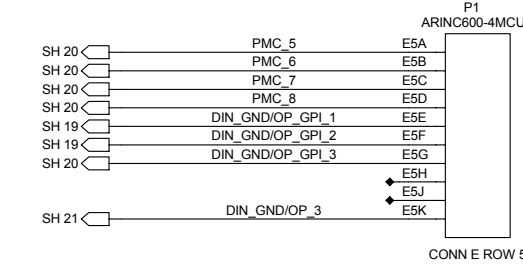 P1
ARINC600-4MCU
SH 20 PMC_5 E5A
SH 20 PMC_6 E5B
SH 20 PMC_7 E5C
SH 20 PMC_8 E5D
SH 19 DIN_GND/OP_GPI_1 E5E
SH 19 DIN_GND/OP_GPI_2 E5F
SH 20 DIN_GND/OP_GPI_3 E5G
E5H
E5J
SH 21 DIN_GND/OP_3 E5K
CONN E ROW 5